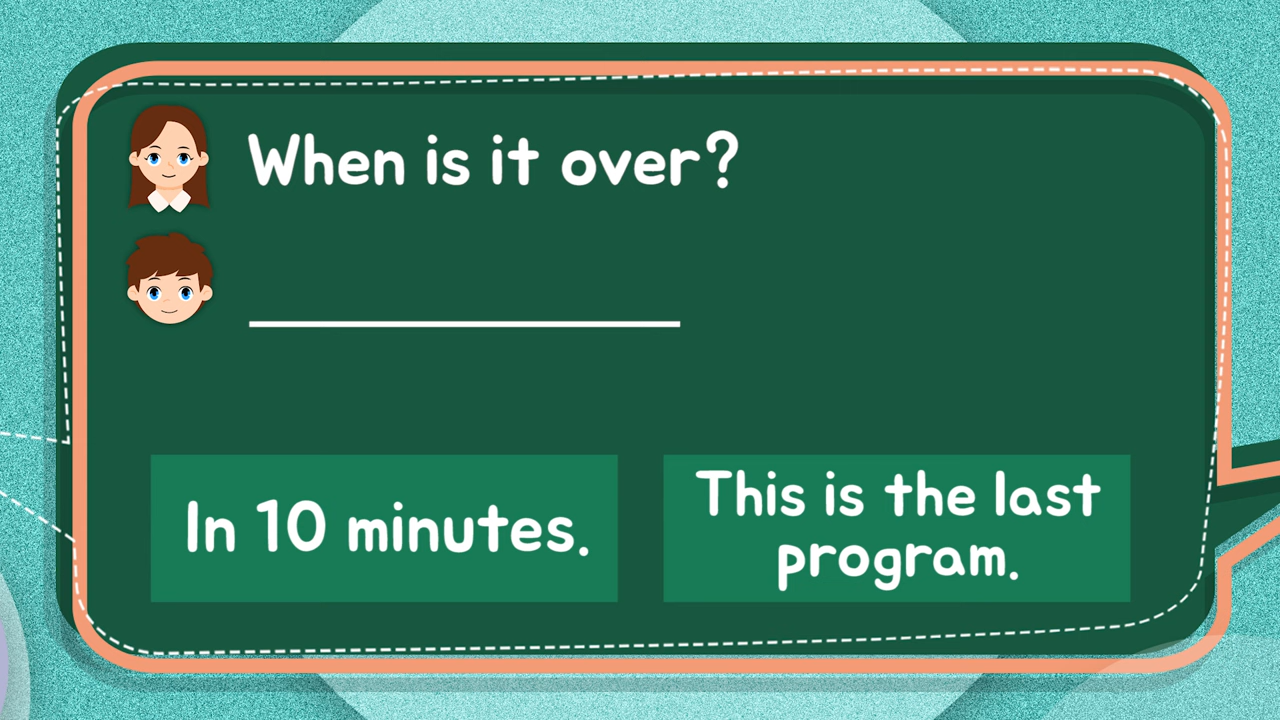 When is it over?
In 10 minutes.
This is the last
program.